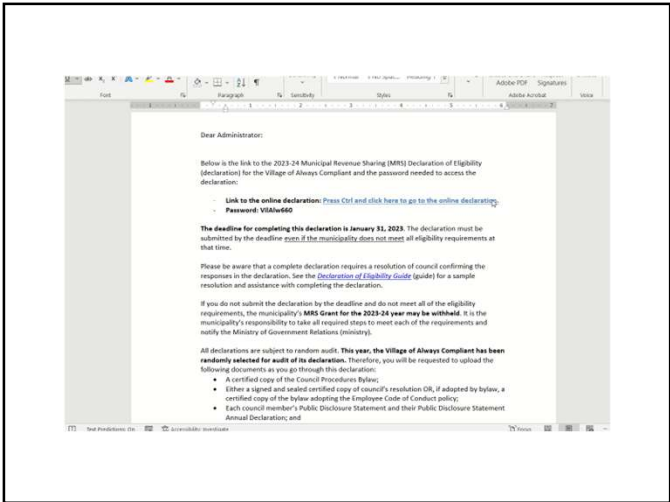 Adobe PDF Signatures
Font Paragraph Sensitivity Styles Adobe Acrobat Voice
Dear Administrator:
Below is the link to the 2023-24 Municipal Revenue Sharing (MRS) Declaration of Eligibility
(declaration) for the Village of Always Compliant and the password needed to access the
declaration:
- Link to the online declaration: Press Ctrl and click here to go to the online declaration.
- Password: VilAlw660
The deadline for completing this declaration is January 31, 2023. The declaration must be
submitted by the deadline even if the municipality does not meet all eligibility requirements at
that time.
Please be aware that a complete declaration requires a resolution of council confirming the
responses in the declaration. See the Declaration of Eligibility Guide (guide) for a sample
resolution and assistance with completing the declaration.
If you do not submit the declaration by the deadline and do not meet all of the eligibility
requirements, the municipality's MRS Grant for the 2023-24 year may be withheld. It is the
municipality's responsibility to take all required steps to meet each of the requirements and
notify the Ministry of Government Relations (ministry).
All declarations are subject to random audit. This year, the Village of Always Compliant has been
randomly selected for audit of its declaration. Therefore, you will be requested to upload the
following documents as you go through this declaration:
• A certified copy of the Council Procedures Bylaw;
• Either a signed and sealed certified copy of council's resolution OR, if adopted by bylaw, a
certified copy of the bylaw adopting the Employee Code of Conduct policy;
• Each council member's Public Disclosure Statement and their Public Disclosure Statement
Annual Declaration; and
Text Predictions: On Accessibility: Investigate Focus